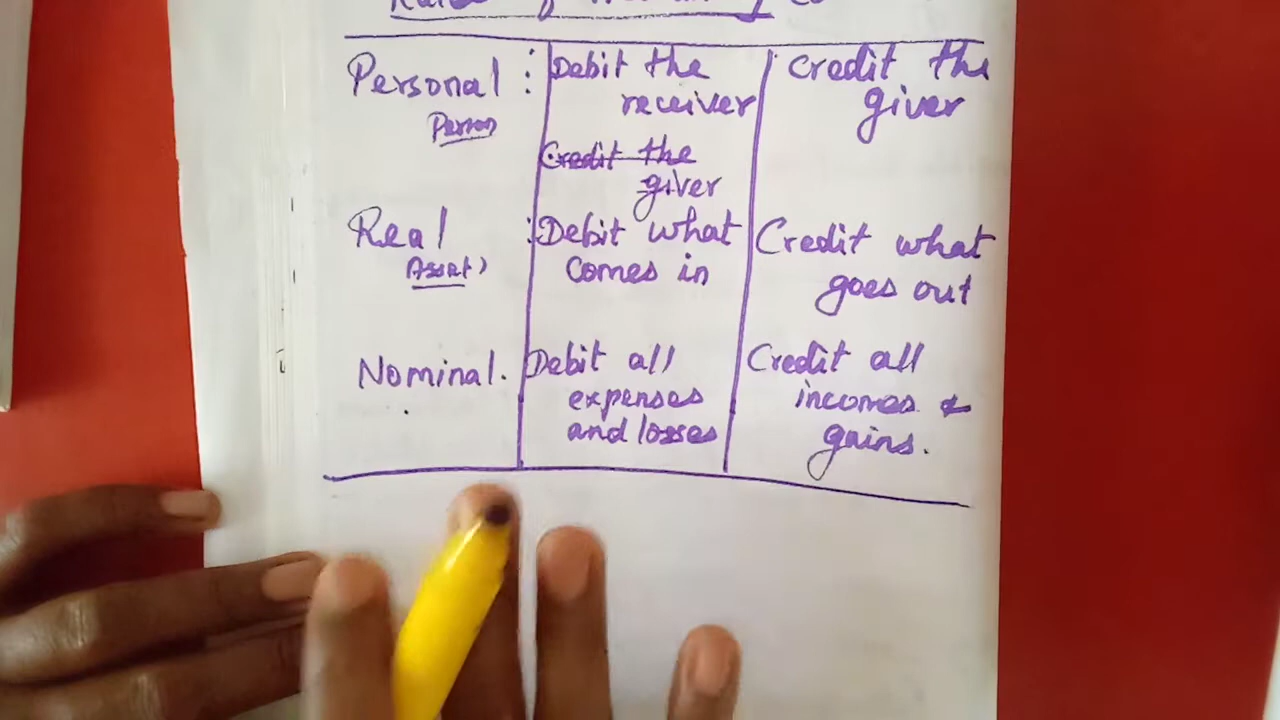 Personal : Debit the Credit the
Person receiver giver
Credit the
giver
Real : Debit what Credit what
Asset) comes in goes out
Nominal. Debit all Credit all
expenses incomes &
and losses gains.